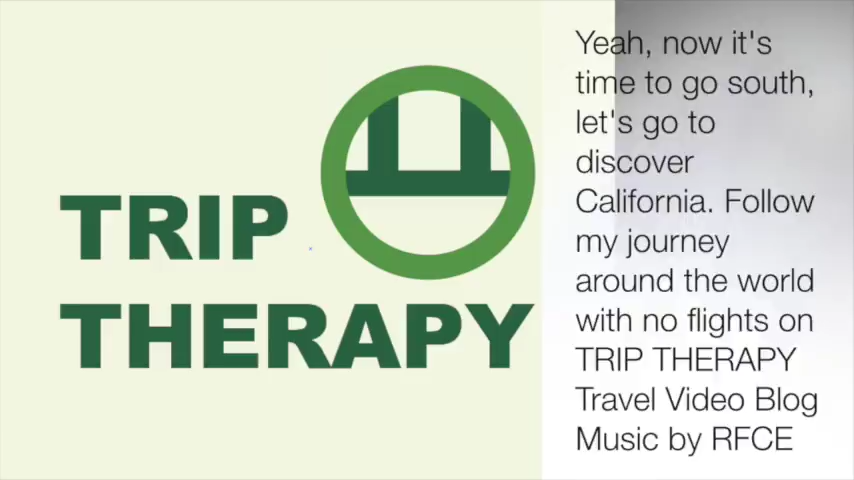 TRIP
THERAPY
Yeah, now it's
time to go south,
let's go to
discover
California. Follow
my journey
around the world
with no flights on
TRIP THERAPY
Travel Video Blog
Music by RFCE